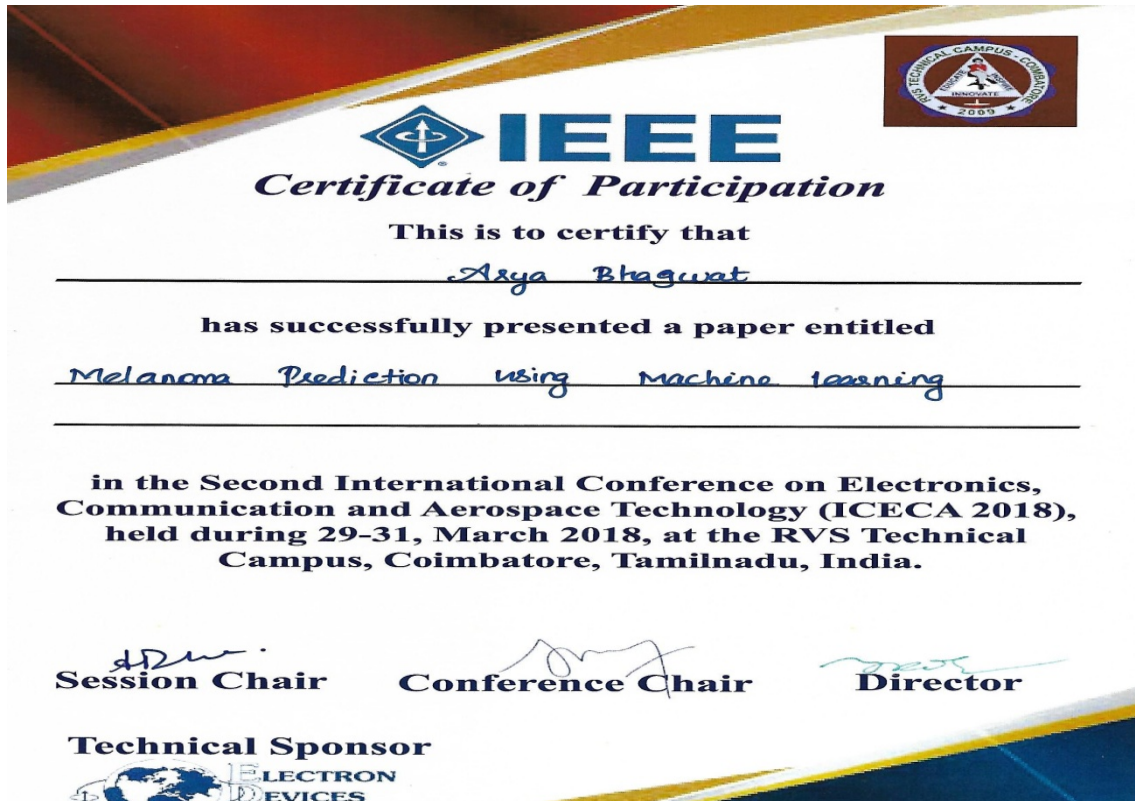 RVS TECHNICAL CAMPUS - COIMBATORE
EDUCATE INSPIRE
INNOVATE
2009
IEEE
Certificate of Participation
This is to certify that
Arya Bhagwat
has successfully presented a paper entitled
Melanoma Prediction using Machine learning
in the Second International Conference on Electronics,
Communication and Aerospace Technology (ICECA 2018),
held during 29-31, March 2018, at the RVS Technical
Campus, Coimbatore, Tamilnadu, India.
Session Chair Conference Chair Director
Technical Sponsor
ELECTRON
DEVICES